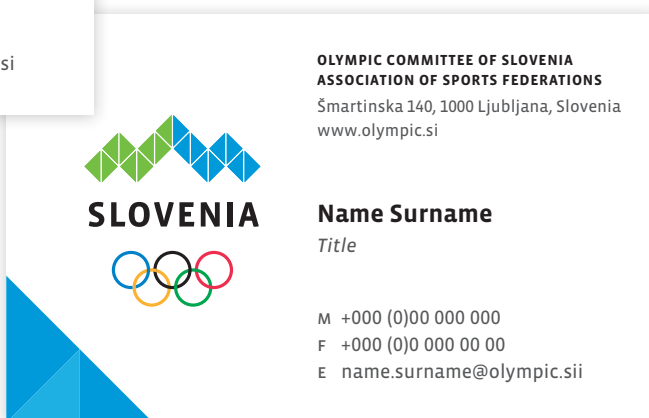 si
OLYMPIC COMMITTEE OF SLOVENIA
ASSOCIATION OF SPORTS FEDERATIONS
Šmartinska 140, 1000 Ljubljana, Slovenia
www.olympic.si
SLOVENIA
Name Surname
Title
M +000 (0)00 000 000
F +000 (0)0 000 00 00
E name.surname@olympic.sii